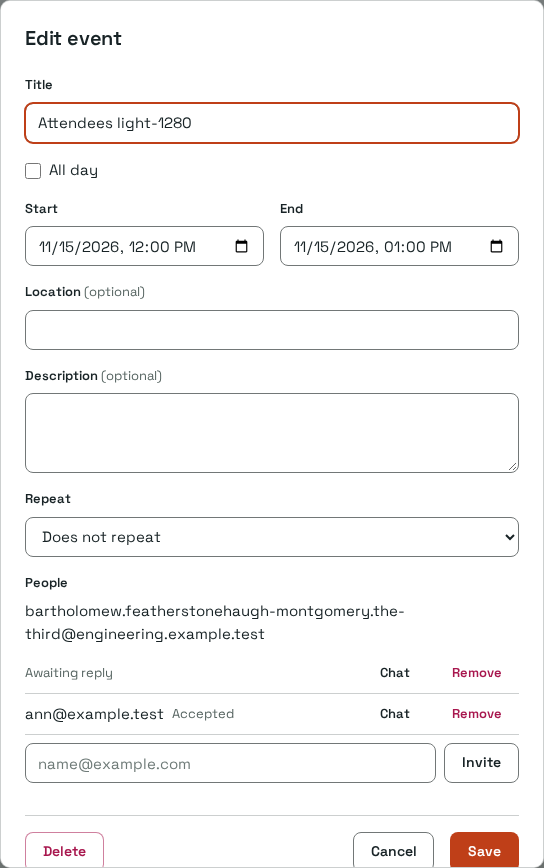 Edit event
Title
Attendees light-1280
All day
Start End
11/15/2026, 12:00 PM 11/15/2026, 01:00 PM
Location (optional)
Description (optional)
Repeat
Does not repeat
People
bartholomew.featherstonehaugh-montgomery.the-
third@engineering.example.test
Awaiting reply Chat Remove
ann@example.test Accepted Chat Remove
name@example.com Invite
Delete Cancel Save